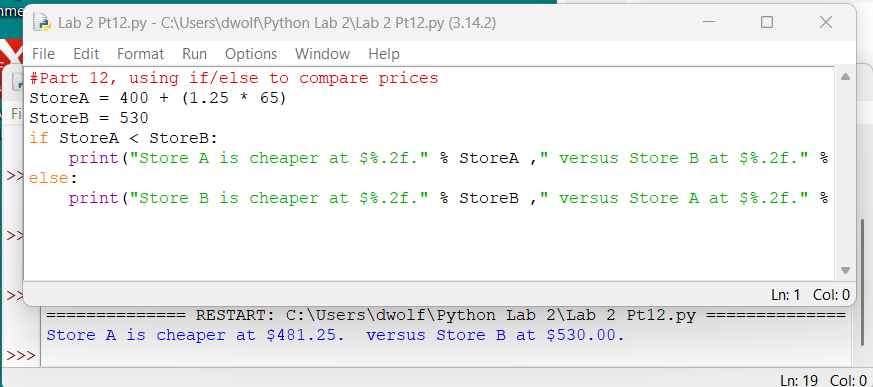 nme
Lab 2 Pt12.py - C:\Users\dwolf\Python Lab 2\Lab 2 Pt12.py (3.14.2)
File Edit Format Run Options Window Help
#Part 12, using if/else to compare prices
StoreA = 400 + (1.25 * 65)
StoreB = 530
if StoreA < StoreB:
    print("Store A is cheaper at $%.2f." % StoreA ," versus Store B at $%.2f." %
else:
    print("Store B is cheaper at $%.2f." % StoreB ," versus Store A at $%.2f." %
Ln: 1 Col: 0
Fi
>>
>>
>>
============== RESTART: C:\Users\dwolf\Python Lab 2\Lab 2 Pt12.py ==============
Store A is cheaper at $481.25.  versus Store B at $530.00.
>>>
Ln: 19 Col: 0